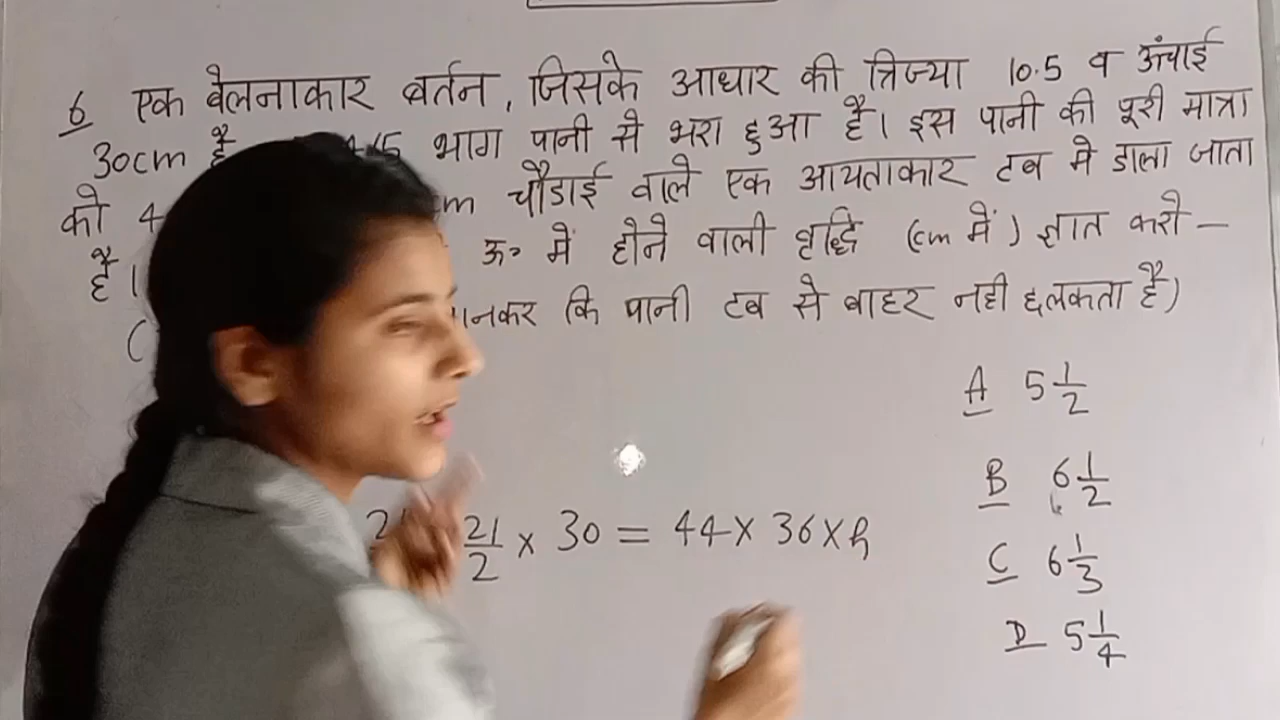 6 एक बेलनाकार बर्तन, जिसके आधार की त्रिज्या 10.5 व ऊंचाई
30cm है 4/5 भाग पानी से भरा हुआ है। इस पानी की पूरी मात्रा
को 4 cm चौडाई वाले एक आयताकार टब मे डाला जाता
है। ऊ॰ में होने वाली वृद्धि (cm में) ज्ञात करो –
( मानकर कि पानी टब से बाहर नही छलकता है)
A 5 1/2
B 6 1/2
21/2 × 30 = 44 × 36 × h
C 6 1/3
D 5 1/4